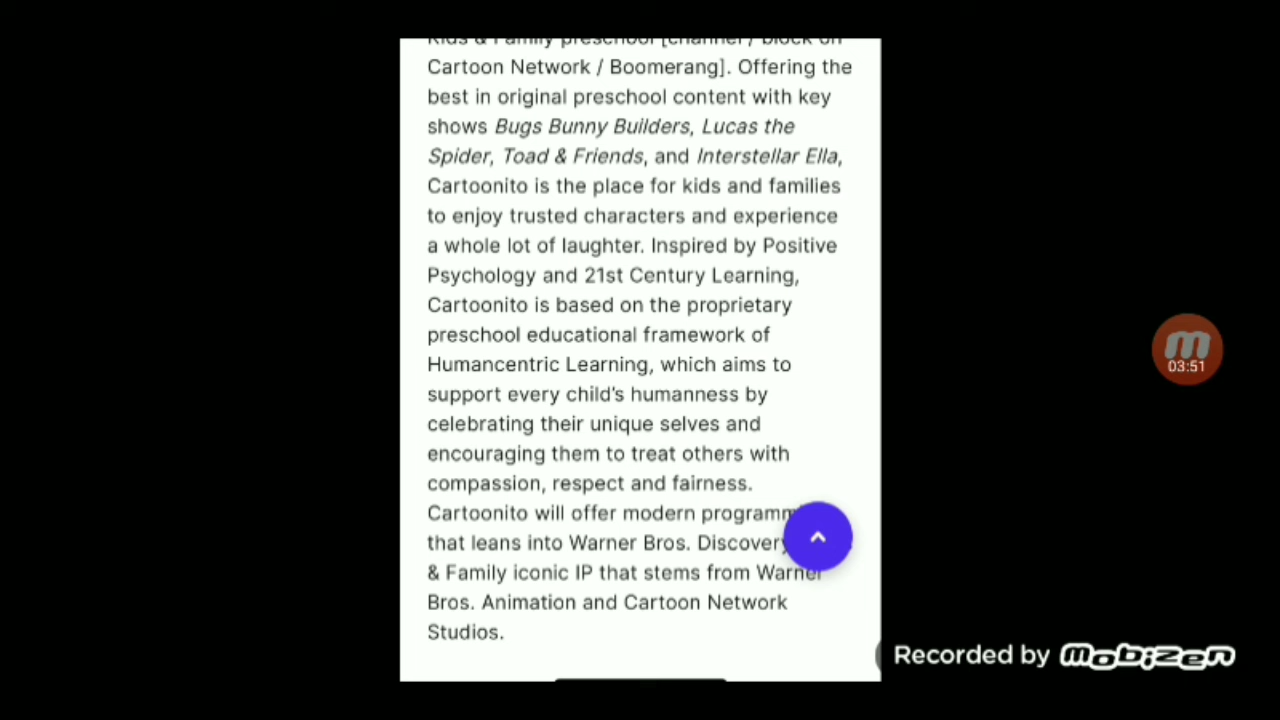 Kids & Family preschool [channel / block on
Cartoon Network / Boomerang]. Offering the
best in original preschool content with key
shows Bugs Bunny Builders, Lucas the
Spider, Toad & Friends, and Interstellar Ella,
Cartoonito is the place for kids and families
to enjoy trusted characters and experience
a whole lot of laughter. Inspired by Positive
Psychology and 21st Century Learning,
Cartoonito is based on the proprietary
preschool educational framework of
Humancentric Learning, which aims to
support every child's humanness by
celebrating their unique selves and
encouraging them to treat others with
compassion, respect and fairness.
Cartoonito will offer modern programm
that leans into Warner Bros. Discovery
& Family iconic IP that stems from Warner
Bros. Animation and Cartoon Network
Studios.
03:51
Recorded by Mobizen